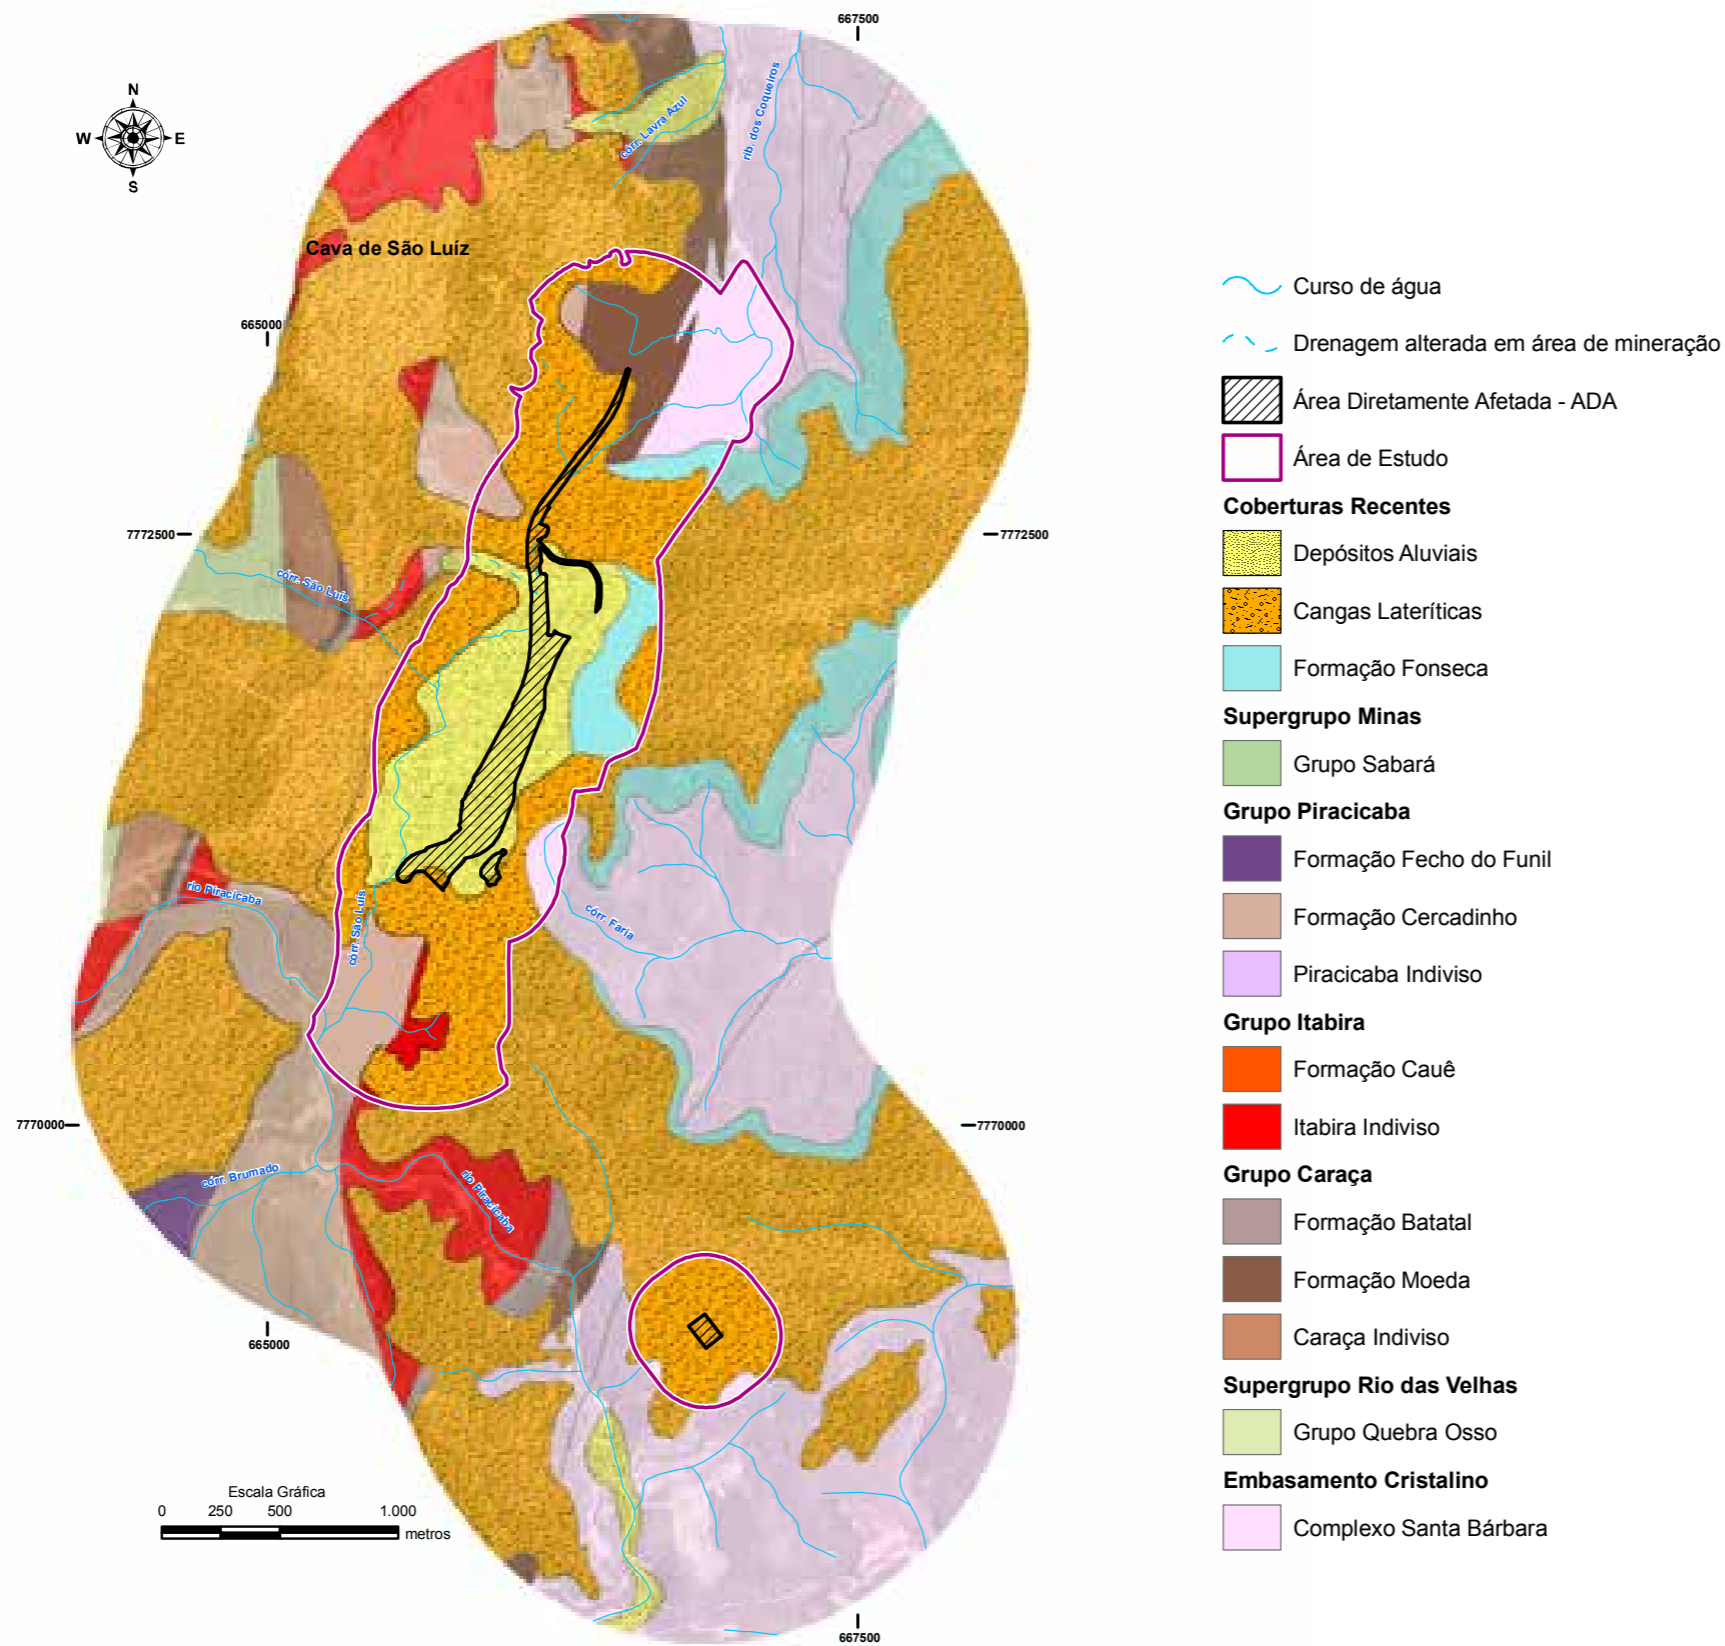 667500
N
W
E
S
córr. Lavra Azul
rib. dos Coqueiros
Cava de São Luíz
665000
7772500
7772500
córr. São Luís
rio Piracicaba
córr. São Luís
córr. Faria
7770000
7770000
córr. Brumado
rio Piracicaba
665000
Escala Gráfica
0 250 500 1.000
metros
667500
Curso de água
Drenagem alterada em área de mineração
Área Diretamente Afetada - ADA
Área de Estudo
Coberturas Recentes
Depósitos Aluviais
Cangas Lateríticas
Formação Fonseca
Supergrupo Minas
Grupo Sabará
Grupo Piracicaba
Formação Fecho do Funil
Formação Cercadinho
Piracicaba Indiviso
Grupo Itabira
Formação Cauê
Itabira Indiviso
Grupo Caraça
Formação Batatal
Formação Moeda
Caraça Indiviso
Supergrupo Rio das Velhas
Grupo Quebra Osso
Embasamento Cristalino
Complexo Santa Bárbara